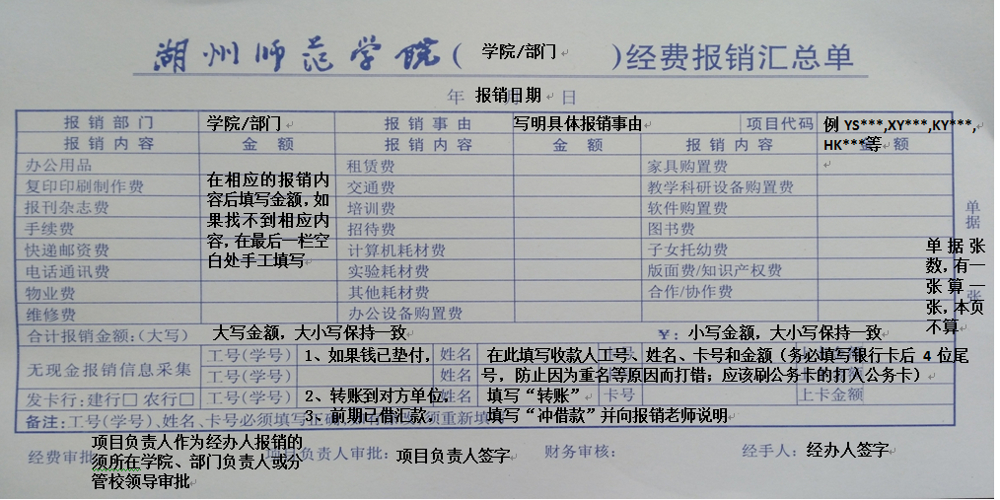 湖州师范学院( 学院/部门 )经费报销汇总单
年 报销日期 日
报销部门 学院/部门 报销事由 写明具体报销事由 项目代码 例 YS***,XY***,KY***,
报销内容 金额 报销内容 金额 报销内容 HK***等 金额
办公用品 租赁费 家具购置费
复印印刷制作费 在相应的报销内 交通费 教学科研设备购置费
报刊杂志费 容后填写金额,如 培训费 软件购置费 单
手续费 果找不到相应内 招待费 图书费 据
快递邮资费 容,在最后一栏空 计算机耗材费 子女托幼费 单据张
电话通讯费 白处手工填写 实验耗材费 版面费/知识产权费 数,有一
物业费 其他耗材费 合作/协作费 张算一 张
维修费 办公设备购置费 张,本页
合计报销金额:(大写) 大写金额,大小写保持一致 ¥: 小写金额,大小写保持一致 不算
无现金报销信息采集 工号(学号) 1、如果钱已垫付, 姓名 在此填写收款人工号、姓名、卡号和金额(务必填写银行卡后 4 位尾
工号(学号) 姓名 号,防止因为重名等原因而打错;应该刷公务卡的打入公务卡)
发卡行:建行□ 农行□ 工号(学号) 2、转账到对方单位, 姓名 填写“转账” 卡号 上卡金额
备注:工号(学号)、姓名、卡号必须填写正确 3、前期已借汇款, 须重新填 填写“冲借款”并向报销老师说明
经费审批 项目负责人作为经办人报销的 项目负责人审批: 项目负责人签字 财务审核: 经手人: 经办人签字
须所在学院、部门负责人或分
管校领导审批